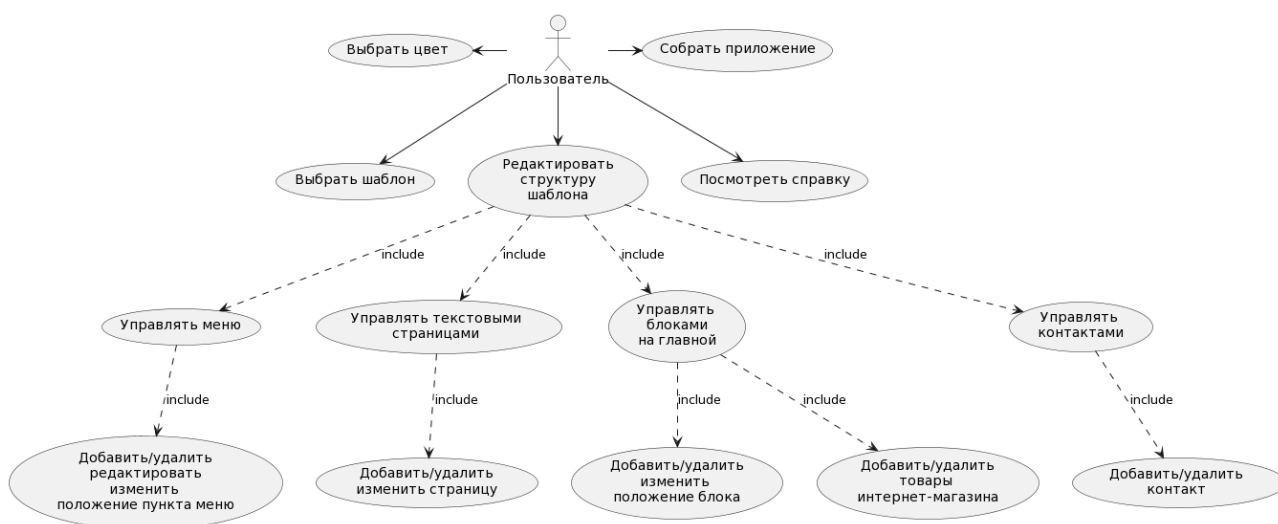 Выбрать цвет
Собрать приложение
Пользователь
Выбрать шаблон
Редактировать
структуру
шаблона
Посмотреть справку
include
include
include
include
Управлять меню
Управлять текстовыми
страницами
Управлять
блоками
на главной
Управлять
контактами
include
include
include
include
include
Добавить/удалить
редактировать
изменить
положение пункта меню
Добавить/удалить
изменить страницу
Добавить/удалить
изменить
положение блока
Добавить/удалить
товары
интернет-магазина
Добавить/удалить
контакт